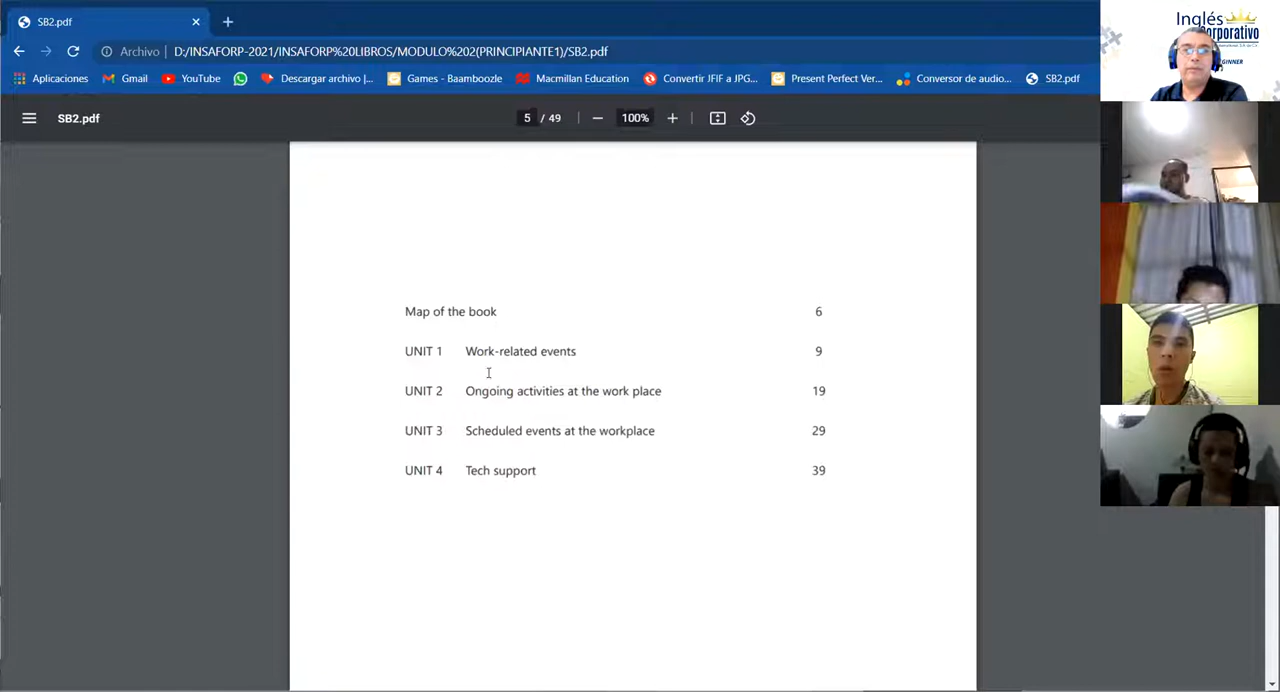 SB2.pdf
Archivo D:/INSAFORP-2021/INSAFORP%20LIBROS/MODULO%202(PRINCIPIANTE1)/SB2.pdf
Aplicaciones Gmail YouTube Descargar archivo |... Games - Baambooz... Macmillan Education Convertir JFIF a JPG... Present Perfect Ver... Conversor de audio... SB2.pdf
SB2.pdf 5 / 49 100%
Map of the book 6
UNIT 1 Work-related events 9
UNIT 2 Ongoing activities at the work place 19
UNIT 3 Scheduled events at the workplace 29
UNIT 4 Tech support 39
Inglés
Corporativo